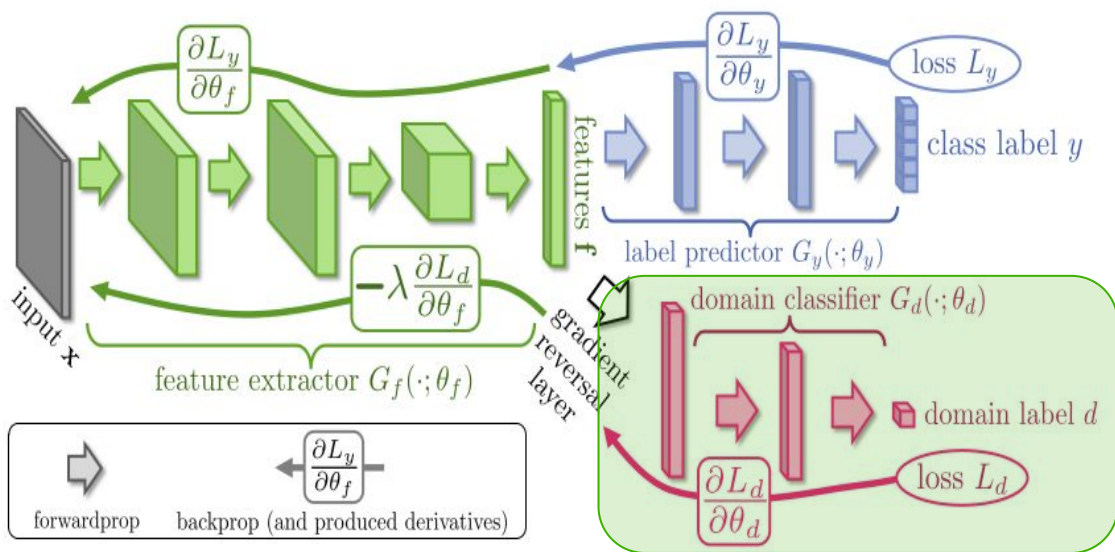 ∂L_y/∂θ_f
∂L_y/∂θ_y
loss L_y
features f
class label y
label predictor G_y(·; θ_y)
input x
−λ ∂L_d/∂θ_f
feature extractor G_f(·; θ_f)
gradient
reversal
layer
domain classifier G_d(·; θ_d)
domain label d
∂L_d/∂θ_d
loss L_d
∂L_y/∂θ_f
forwardprop
backprop (and produced derivatives)